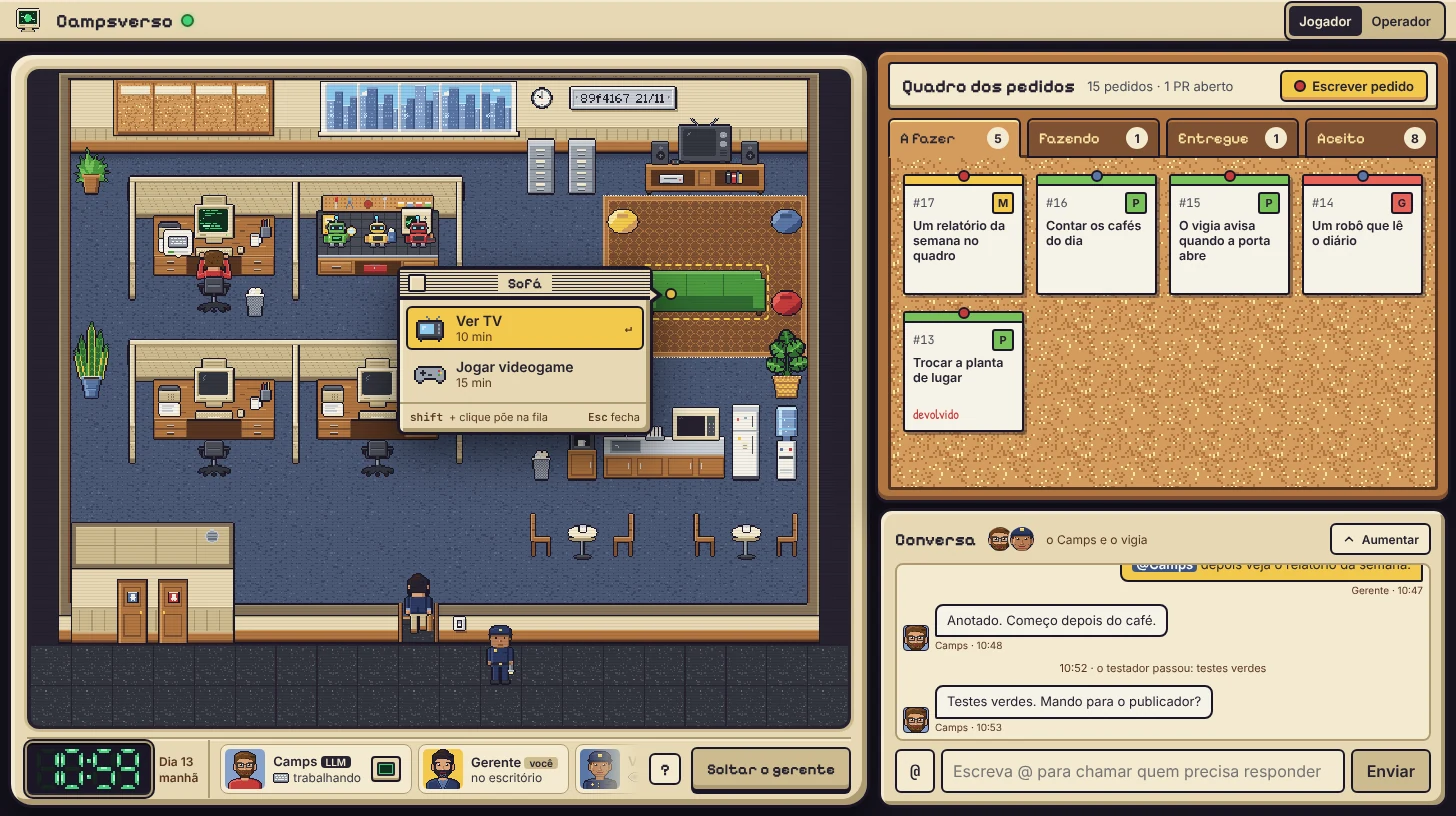 Campsverso
Jogador
Operador
89f4167 21/11
Sofá
Ver TV
10 min
Jogar videogame
15 min
shift + clique põe na fila
Esc fecha
10:59
Dia 13
manhã
Camps LLM
trabalhando
Gerente você
no escritório
?
Soltar o gerente
Quadro dos pedidos
15 pedidos · 1 PR aberto
Escrever pedido
A Fazer 5
Fazendo 1
Entregue 1
Aceito 8
#17 M
Um relatório da
semana no
quadro
#16 P
Contar os cafés
do dia
#15 P
O vigia avisa
quando a porta
abre
#14 G
Um robô que lê
o diário
#13 P
Trocar a planta
de lugar
devolvido
Conversa
o Camps e o vigia
Aumentar
@Camps depois veja o relatório da semana.
Gerente · 10:47
Anotado. Começo depois do café.
Camps · 10:48
10:52 · o testador passou: testes verdes
Testes verdes. Mando para o publicador?
Camps · 10:53
@
Escreva @ para chamar quem precisa responder
Enviar